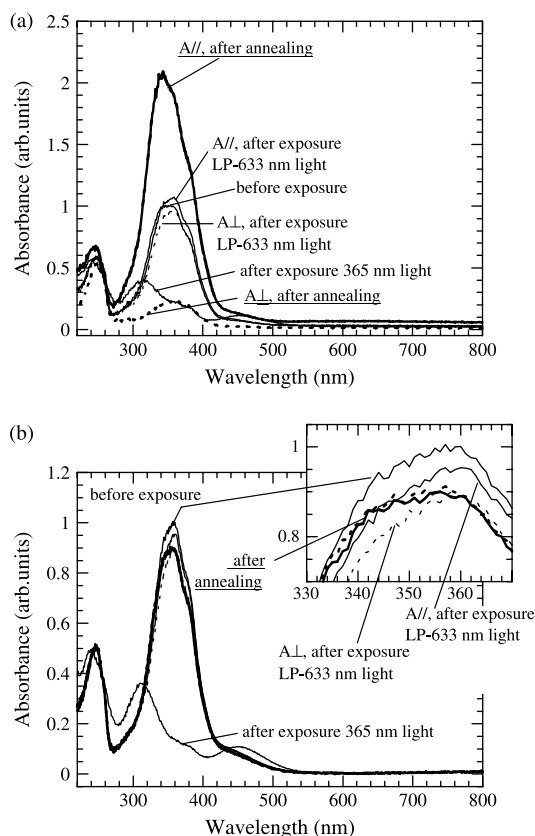 (a)
2.5
2
1.5
1
0.5
0
Absorbance (arb.units)
A//, after annealing
A//, after exposure
LP-633 nm light
before exposure
A⊥, after exposure
LP-633 nm light
after exposure 365 nm light
A⊥, after annealing
300 400 500 600 700 800
Wavelength (nm)
(b)
1.2
1
0.8
0.6
0.4
0.2
0
Absorbance (arb.units)
before exposure
1
0.8
after
annealing
330 340 350 360
A//, after exposure
LP-633 nm light
A⊥, after exposure
LP-633 nm light
after exposure 365 nm light
300 400 500 600 700 800
Wavelength (nm)